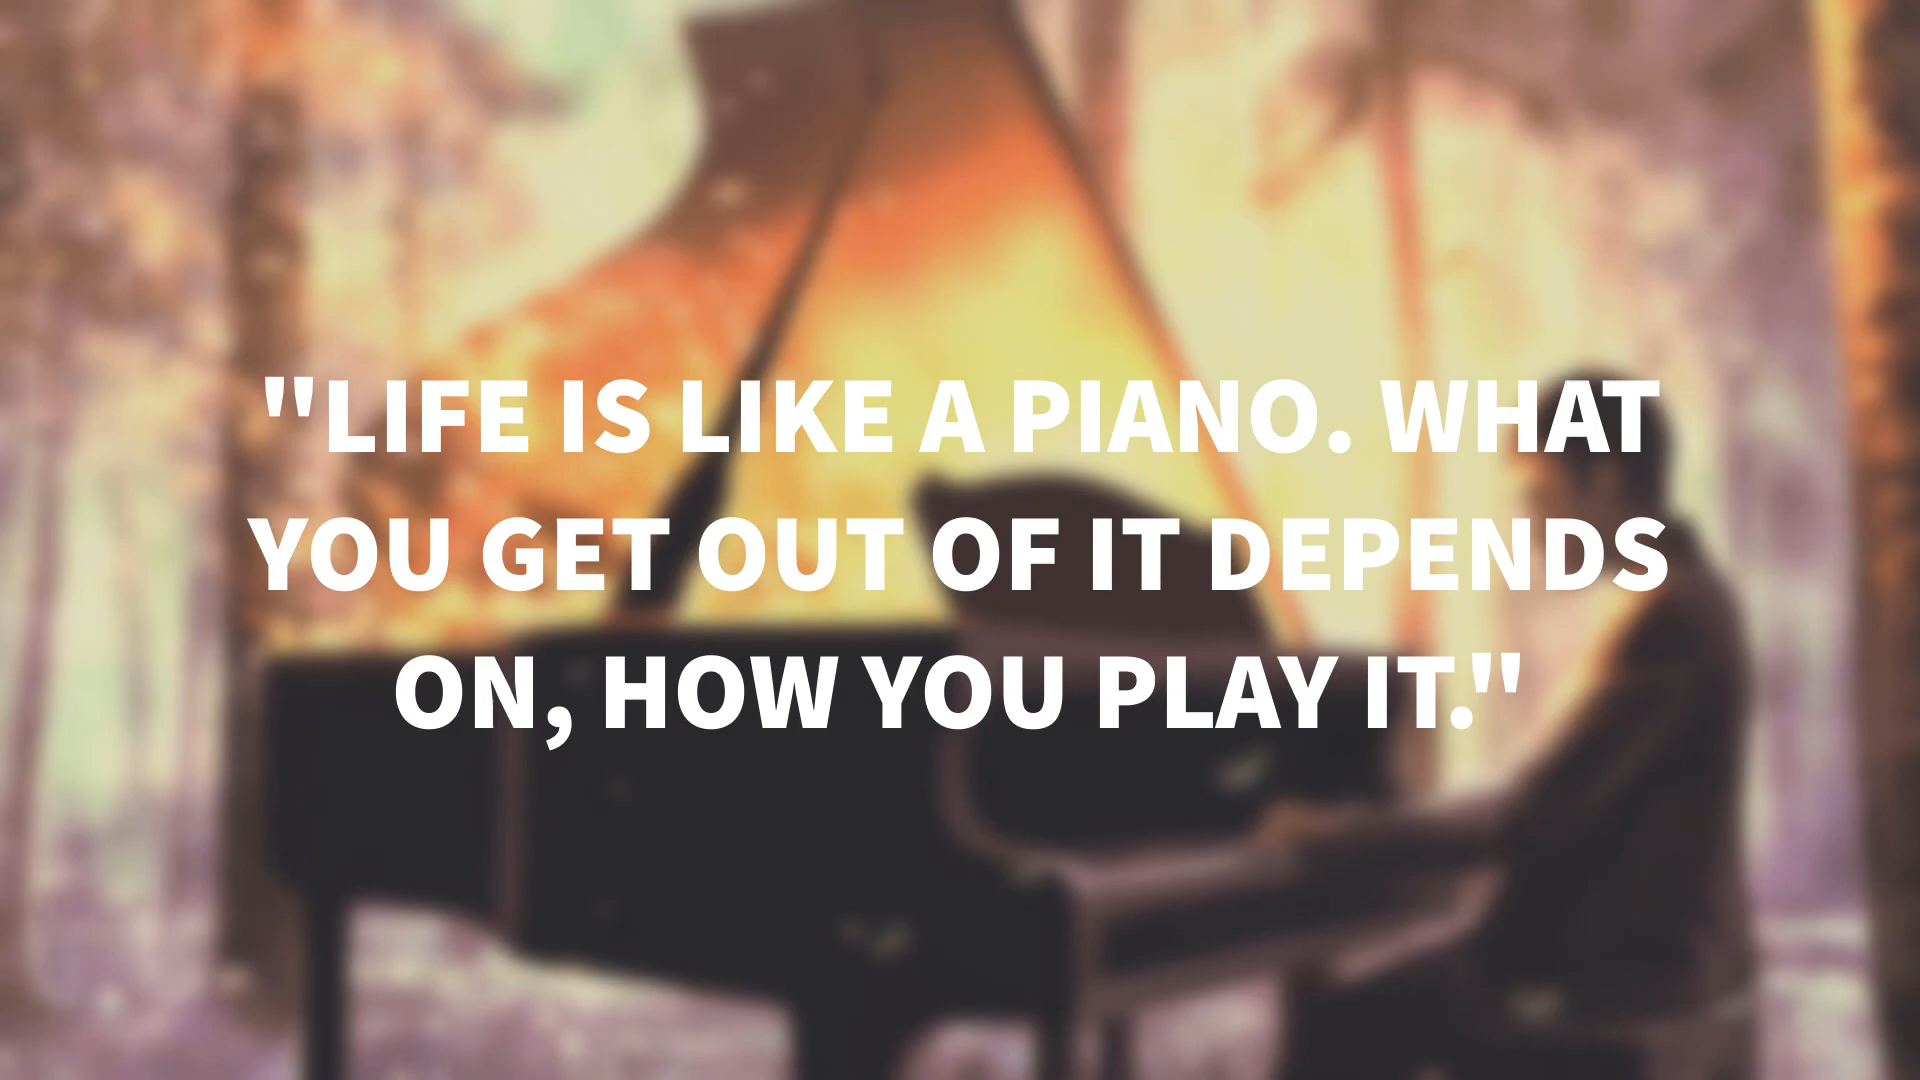 "LIFE IS LIKE A PIANO. WHAT
YOU GET OUT OF IT DEPENDS
ON, HOW YOU PLAY IT."